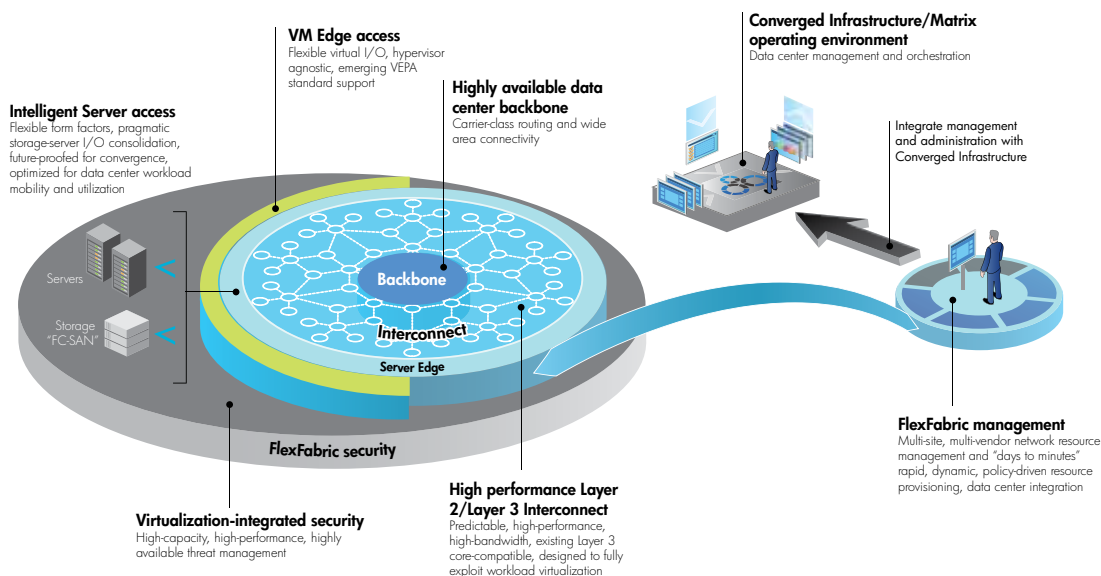 VM Edge access
Flexible virtual I/O, hypervisor
agnostic, emerging VEPA
standard support
Converged Infrastructure/Matrix
operating environment
Data center management and orchestration
Highly available data
center backbone
Carrier-class routing and wide
area connectivity
Intelligent Server access
Flexible form factors, pragmatic
storage-server I/O consolidation,
future-proofed for convergence,
optimized for data center workload
mobility and utilization
Integrate management
and administration with
Converged Infrastructure
Servers
Storage
"FC-SAN"
Backbone
Interconnect
Server Edge
FlexFabric security
FlexFabric management
Multi-site, multi-vendor network resource
management and “days to minutes”
rapid, dynamic, policy-driven resource
provisioning, data center integration
Virtualization-integrated security
High-capacity, high-performance, highly
available threat management
High performance Layer
2/Layer 3 Interconnect
Predictable, high-performance,
high-bandwidth, existing Layer 3
core-compatible, designed to fully
exploit workload virtualization